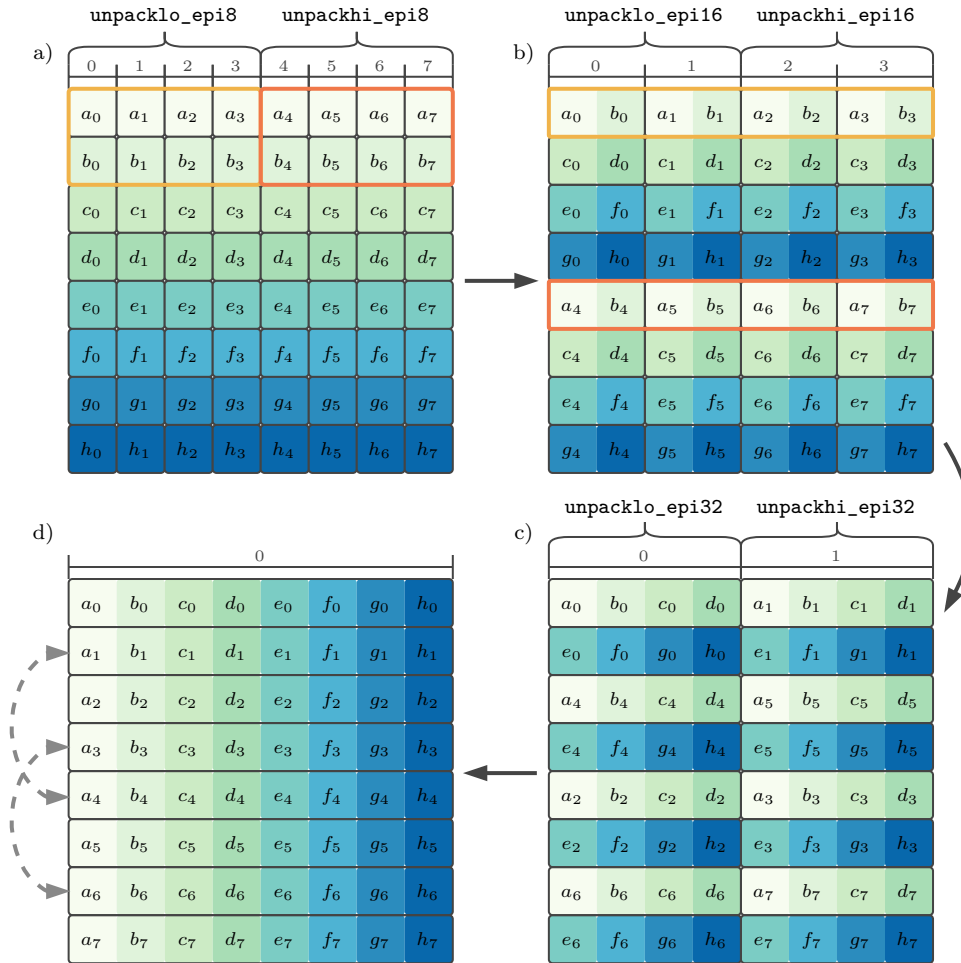 unpacklo_epi8 unpackhi_epi8
a)
0 1 2 3 4 5 6 7
a₀ a₁ a₂ a₃ a₄ a₅ a₆ a₇
b₀ b₁ b₂ b₃ b₄ b₅ b₆ b₇
c₀ c₁ c₂ c₃ c₄ c₅ c₆ c₇
d₀ d₁ d₂ d₃ d₄ d₅ d₆ d₇
e₀ e₁ e₂ e₃ e₄ e₅ e₆ e₇
f₀ f₁ f₂ f₃ f₄ f₅ f₆ f₇
g₀ g₁ g₂ g₃ g₄ g₅ g₆ g₇
h₀ h₁ h₂ h₃ h₄ h₅ h₆ h₇
unpacklo_epi16 unpackhi_epi16
b)
0 1 2 3
a₀ b₀ a₁ b₁ a₂ b₂ a₃ b₃
c₀ d₀ c₁ d₁ c₂ d₂ c₃ d₃
e₀ f₀ e₁ f₁ e₂ f₂ e₃ f₃
g₀ h₀ g₁ h₁ g₂ h₂ g₃ h₃
a₄ b₄ a₅ b₅ a₆ b₆ a₇ b₇
c₄ d₄ c₅ d₅ c₆ d₆ c₇ d₇
e₄ f₄ e₅ f₅ e₆ f₆ e₇ f₇
g₄ h₄ g₅ h₅ g₆ h₆ g₇ h₇
unpacklo_epi32 unpackhi_epi32
c)
0 1
a₀ b₀ c₀ d₀ a₁ b₁ c₁ d₁
e₀ f₀ g₀ h₀ e₁ f₁ g₁ h₁
a₄ b₄ c₄ d₄ a₅ b₅ c₅ d₅
e₄ f₄ g₄ h₄ e₅ f₅ g₅ h₅
a₂ b₂ c₂ d₂ a₃ b₃ c₃ d₃
e₂ f₂ g₂ h₂ e₃ f₃ g₃ h₃
a₆ b₆ c₆ d₆ a₇ b₇ c₇ d₇
e₆ f₆ g₆ h₆ e₇ f₇ g₇ h₇
d)
0
a₀ b₀ c₀ d₀ e₀ f₀ g₀ h₀
a₁ b₁ c₁ d₁ e₁ f₁ g₁ h₁
a₂ b₂ c₂ d₂ e₂ f₂ g₂ h₂
a₃ b₃ c₃ d₃ e₃ f₃ g₃ h₃
a₄ b₄ c₄ d₄ e₄ f₄ g₄ h₄
a₅ b₅ c₅ d₅ e₅ f₅ g₅ h₅
a₆ b₆ c₆ d₆ e₆ f₆ g₆ h₆
a₇ b₇ c₇ d₇ e₇ f₇ g₇ h₇